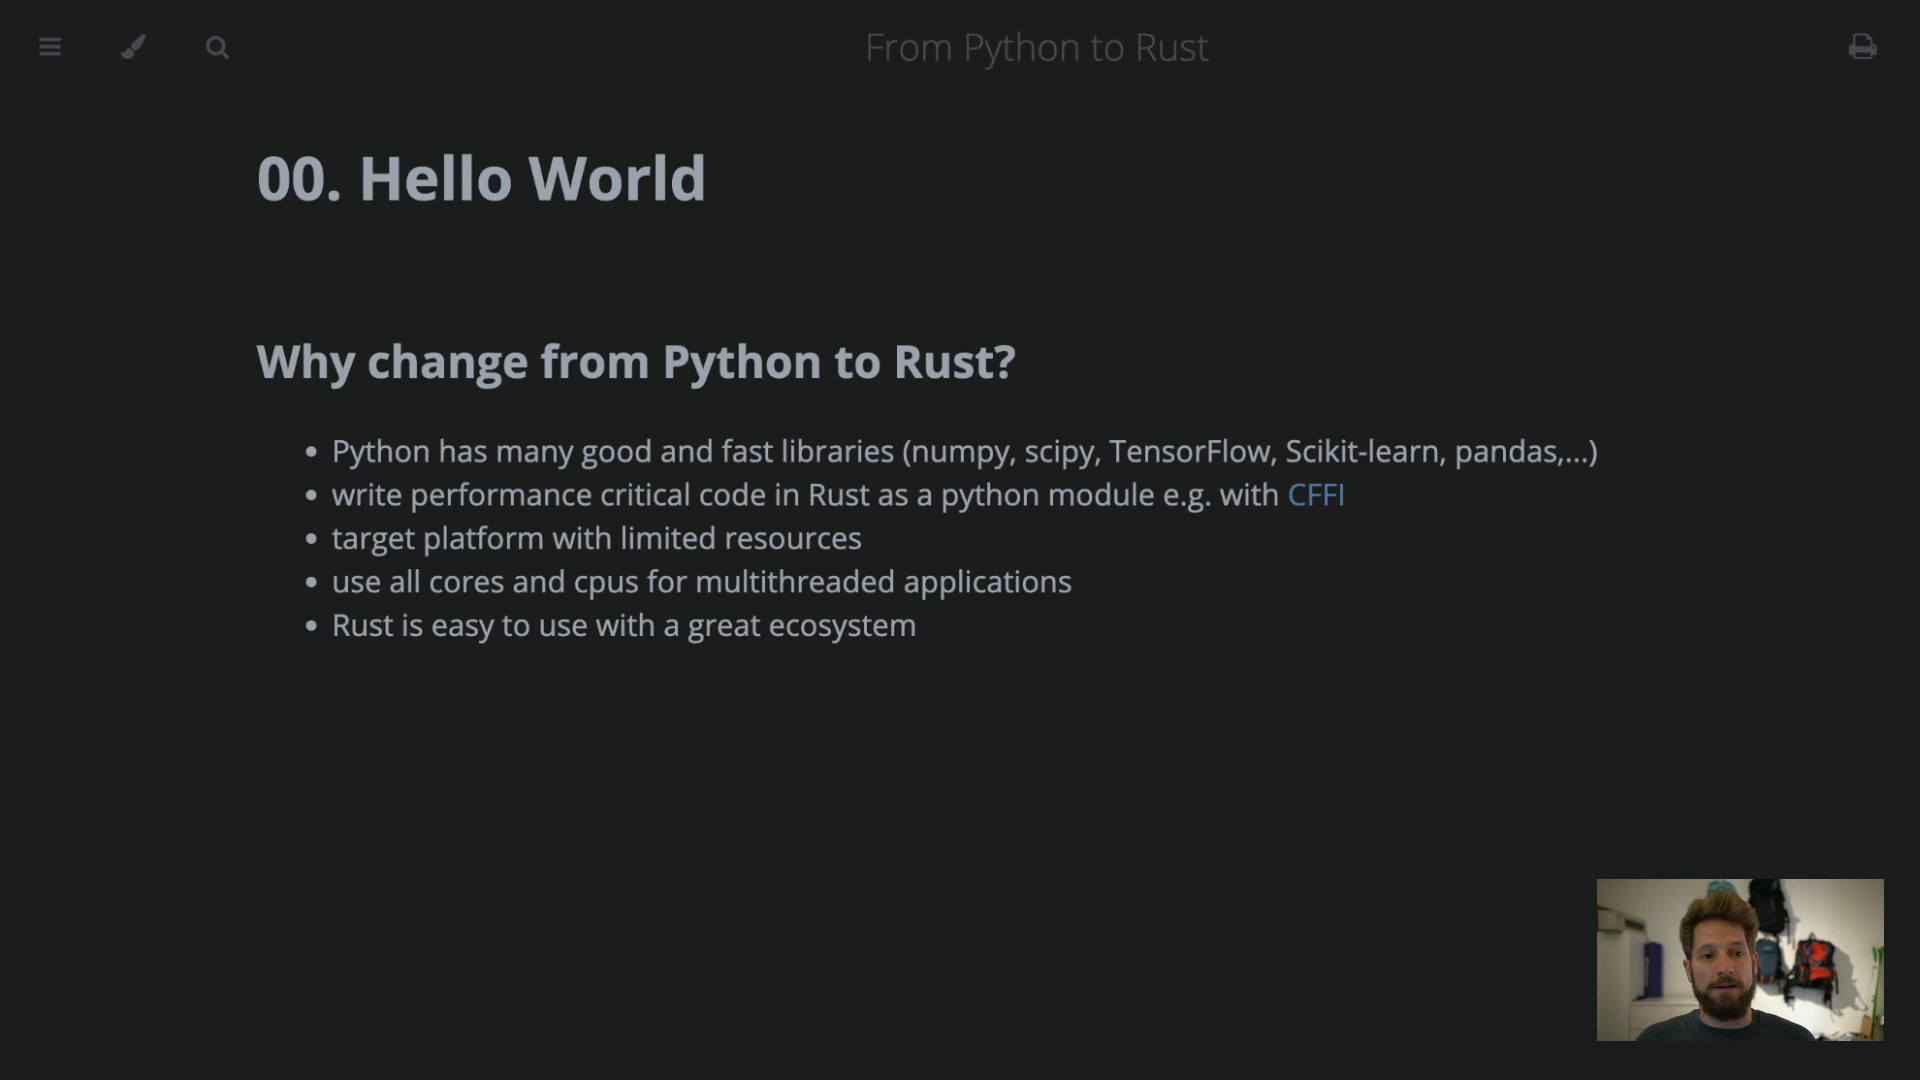 From Python to Rust
00. Hello World
Why change from Python to Rust?
• Python has many good and fast libraries (numpy, scipy, TensorFlow, Scikit-learn, pandas,...)
• write performance critical code in Rust as a python module e.g. with CFFI
• target platform with limited resources
• use all cores and cpus for multithreaded applications
• Rust is easy to use with a great ecosystem